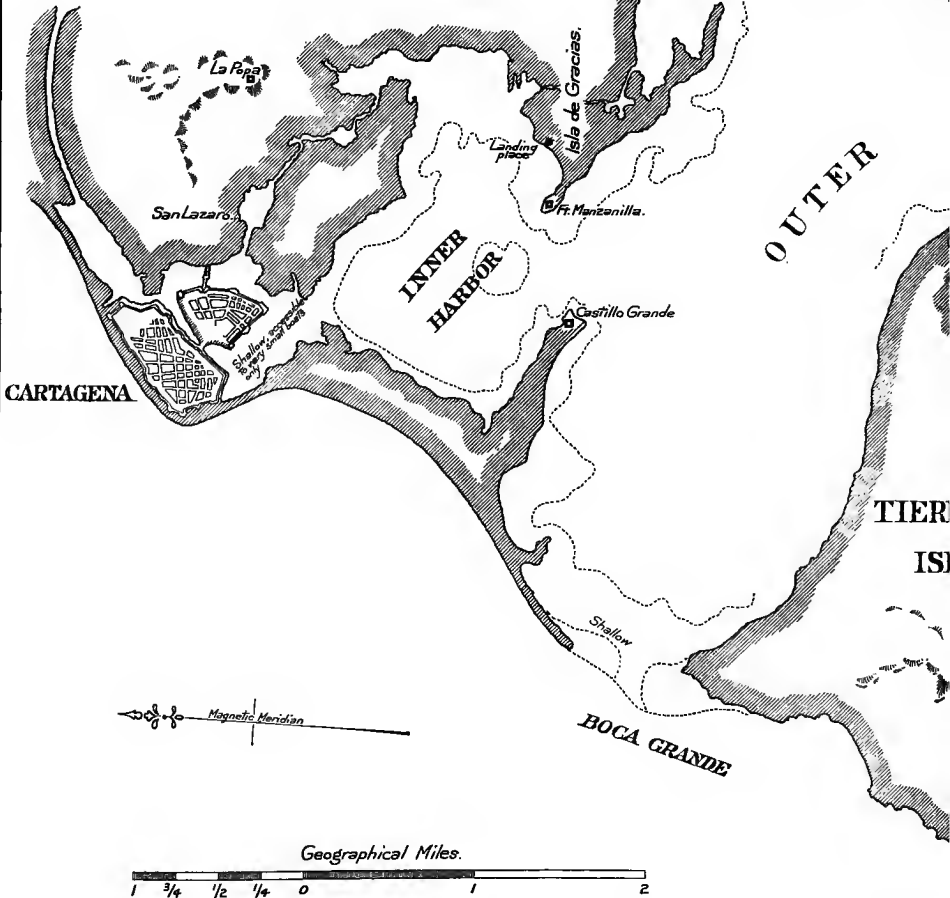 La Popa
Isla de Gracias.
Landing
place
San Lazaro.
Ft. Manzanilla.
OUTER
INNER
HARBOR
Castillo Grande
Shallow, accessible
to very small boats
only
CARTAGENA
TIER
ISI
Shallow
Magnetic Meridian
BOCA GRANDE
Geographical Miles.
1 3/4 1/2 1/4 0 1 2